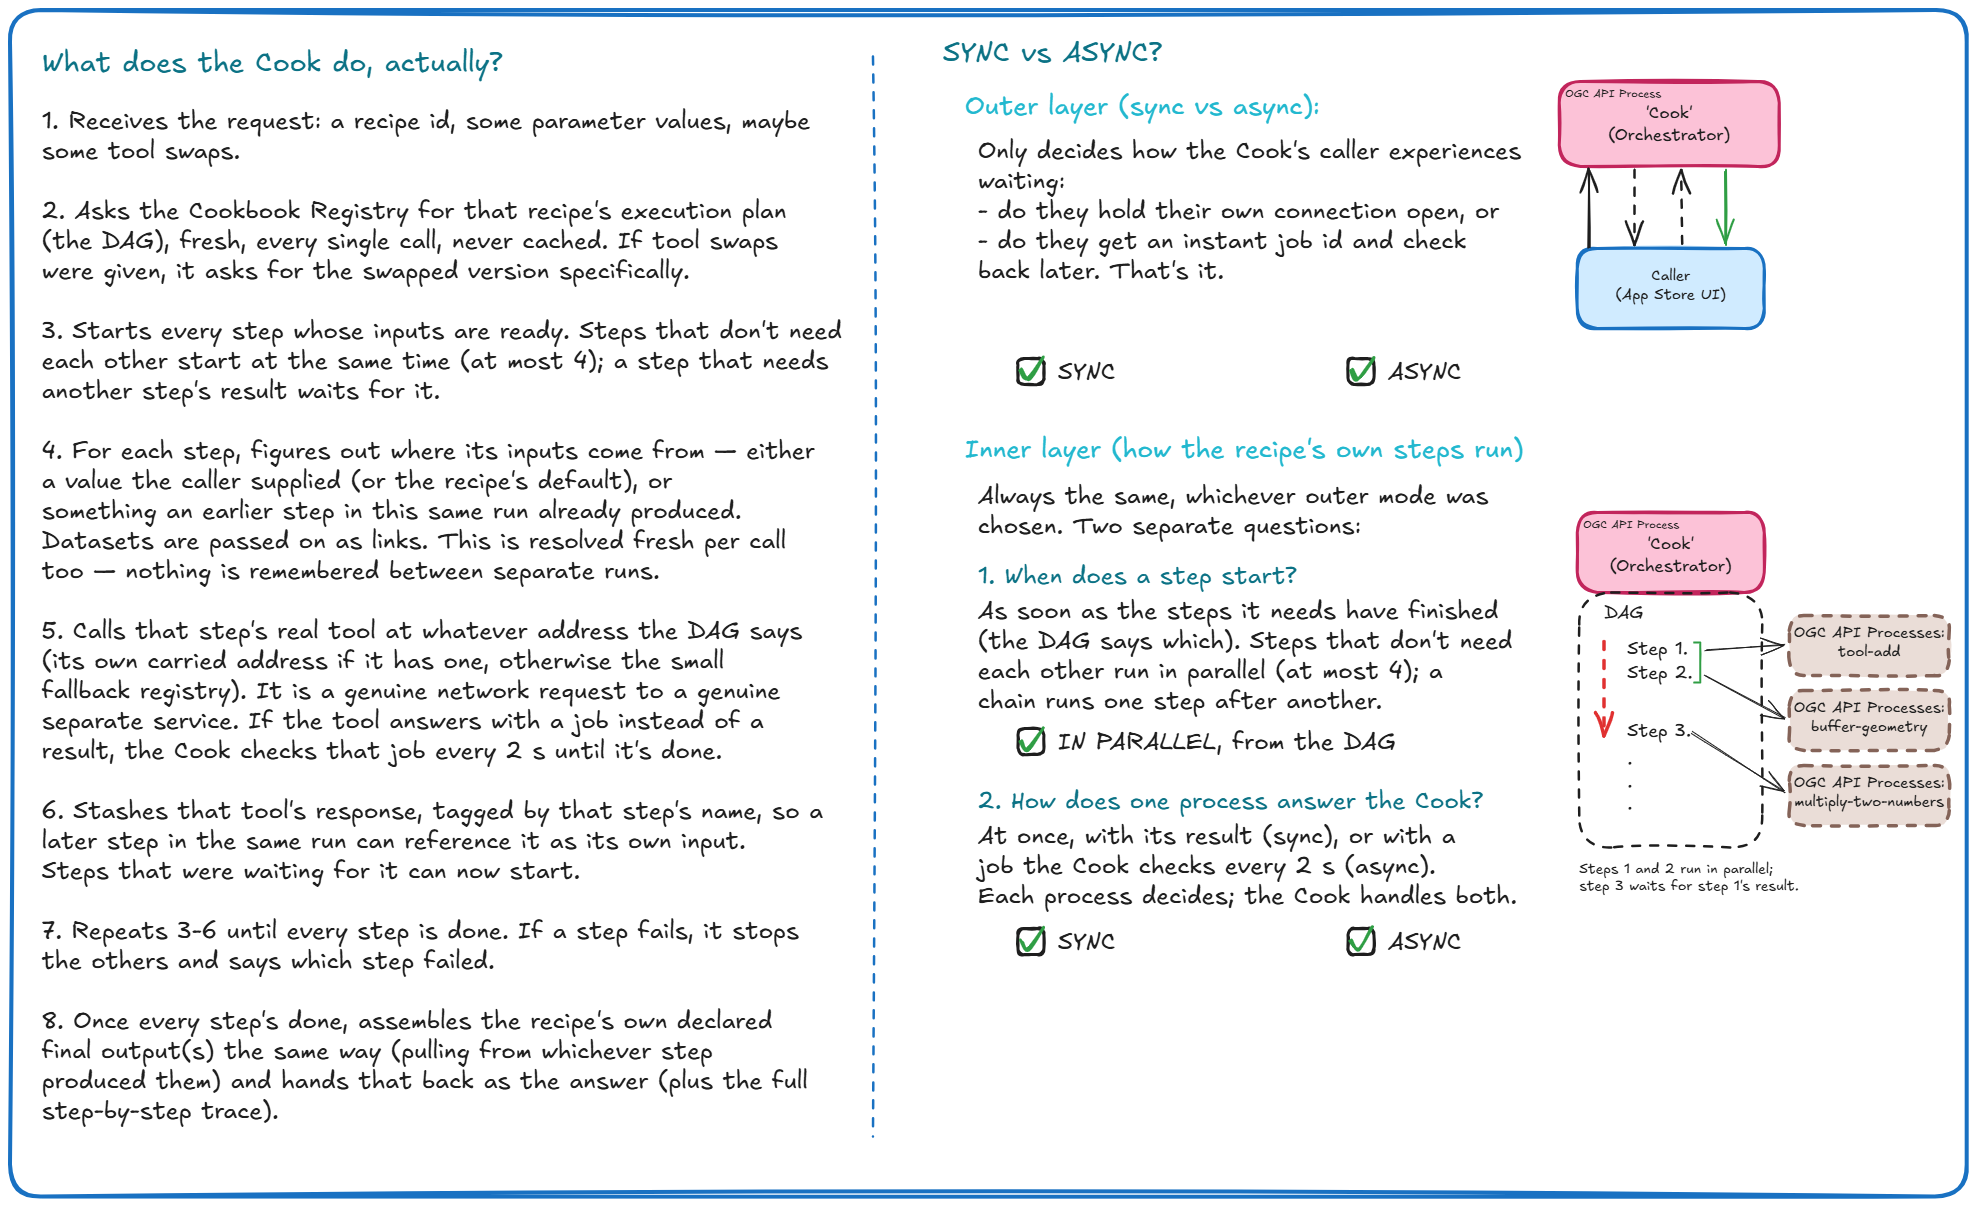 What does the Cook do, actually?
1. Receives the request: a recipe id, some parameter values, maybe
some tool swaps.
2. Asks the Cookbook Registry for that recipe's execution plan
(the DAG), fresh, every single call, never cached. If tool swaps
were given, it asks for the swapped version specifically.
3. Starts every step whose inputs are ready. Steps that don't need
each other start at the same time (at most 4); a step that needs
another step's result waits for it.
4. For each step, figures out where its inputs come from — either
a value the caller supplied (or the recipe's default), or
something an earlier step in this same run already produced.
Datasets are passed on as links. This is resolved fresh per call
too — nothing is remembered between separate runs.
5. Calls that step's real tool at whatever address the DAG says
(its own carried address if it has one, otherwise the small
fallback registry). It is a genuine network request to a genuine
separate service. If the tool answers with a job instead of a
result, the Cook checks that job every 2 s until it's done.
6. Stashes that tool's response, tagged by that step's name, so a
later step in the same run can reference it as its own input.
Steps that were waiting for it can now start.
7. Repeats 3-6 until every step is done. If a step fails, it stops
the others and says which step failed.
8. Once every step's done, assembles the recipe's own declared
final output(s) the same way (pulling from whichever step
produced them) and hands that back as the answer (plus the full
step-by-step trace).
SYNC vs ASYNC?
Outer layer (sync vs async):
Only decides how the Cook's caller experiences
waiting:
- do they hold their own connection open, or
- do they get an instant job id and check
back later. That's it.
SYNC
ASYNC
OGC API Process
'Cook'
(Orchestrator)
Caller
(App Store UI)
Inner layer (how the recipe's own steps run)
Always the same, whichever outer mode was
chosen. Two separate questions:
1. When does a step start?
As soon as the steps it needs have finished
(the DAG says which). Steps that don't need
each other run in parallel (at most 4); a
chain runs one step after another.
IN PARALLEL, from the DAG
2. How does one process answer the Cook?
At once, with its result (sync), or with a
job the Cook checks every 2 s (async).
Each process decides; the Cook handles both.
SYNC
ASYNC
OGC API Process
'Cook'
(Orchestrator)
DAG
Step 1.
Step 2.
Step 3.
.
.
.
OGC API Processes:
tool-add
OGC API Processes:
buffer-geometry
OGC API Processes:
multiply-two-numbers
Steps 1 and 2 run in parallel;
step 3 waits for step 1's result.